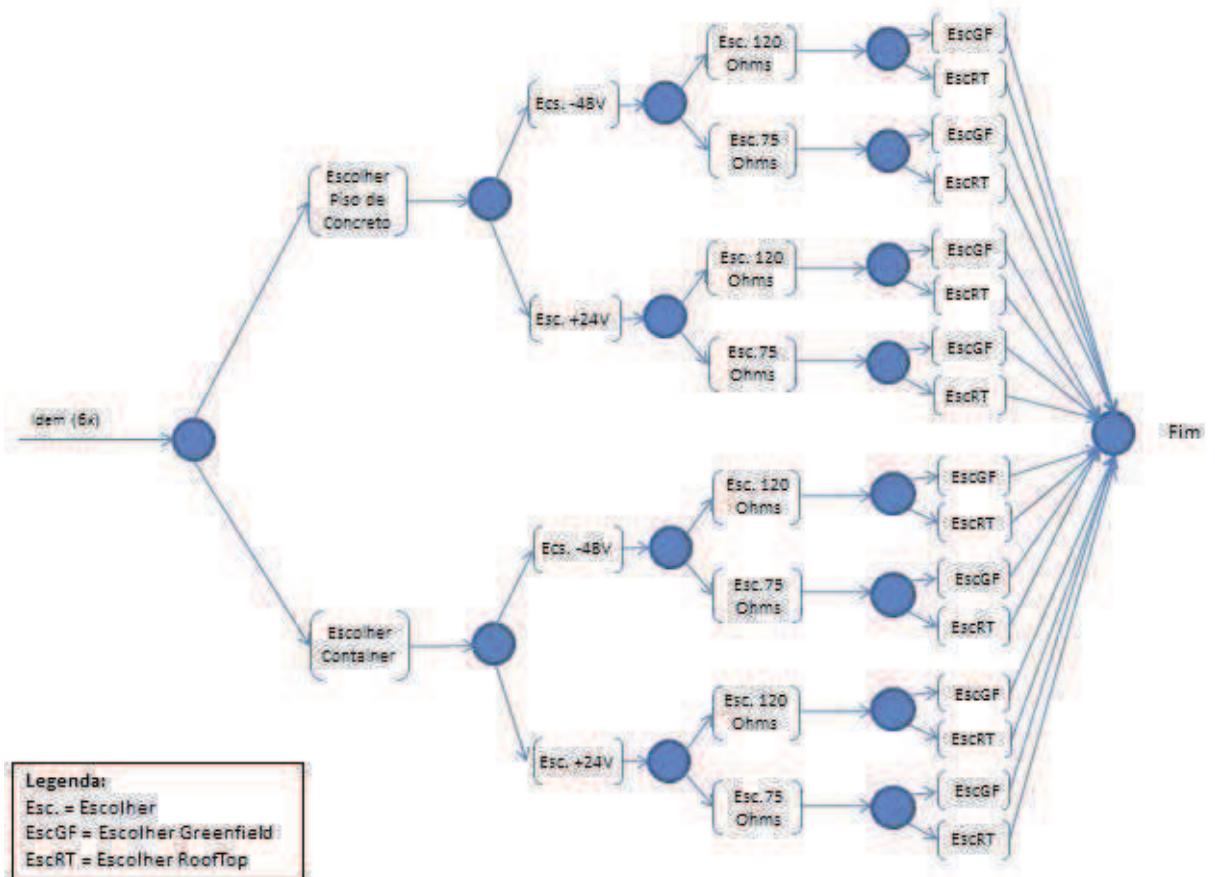 Esc. 120
Ohms
EscGF
EscRT
Ecs. -48V
Esc.75
Ohms
EscGF
EscRT
Escolher
Piso de
Concreto
Esc. +24V
Esc. 120
Ohms
EscGF
EscRT
Esc.75
Ohms
EscGF
EscRT
Idem (6x)
Fim
Esc. 120
Ohms
EscGF
EscRT
Ecs. -48V
Esc.75
Ohms
EscGF
EscRT
Escolher
Container
Esc. +24V
Esc. 120
Ohms
EscGF
EscRT
Esc.75
Ohms
EscGF
EscRT
Legenda:
Esc. = Escolher
EscGF = Escolher Greenfield
EscRT = Escolher RoofTop